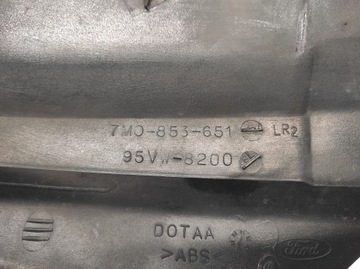 7M0-853-651 LR2
95VW-8200
DOTAA
>ABS<
Ford